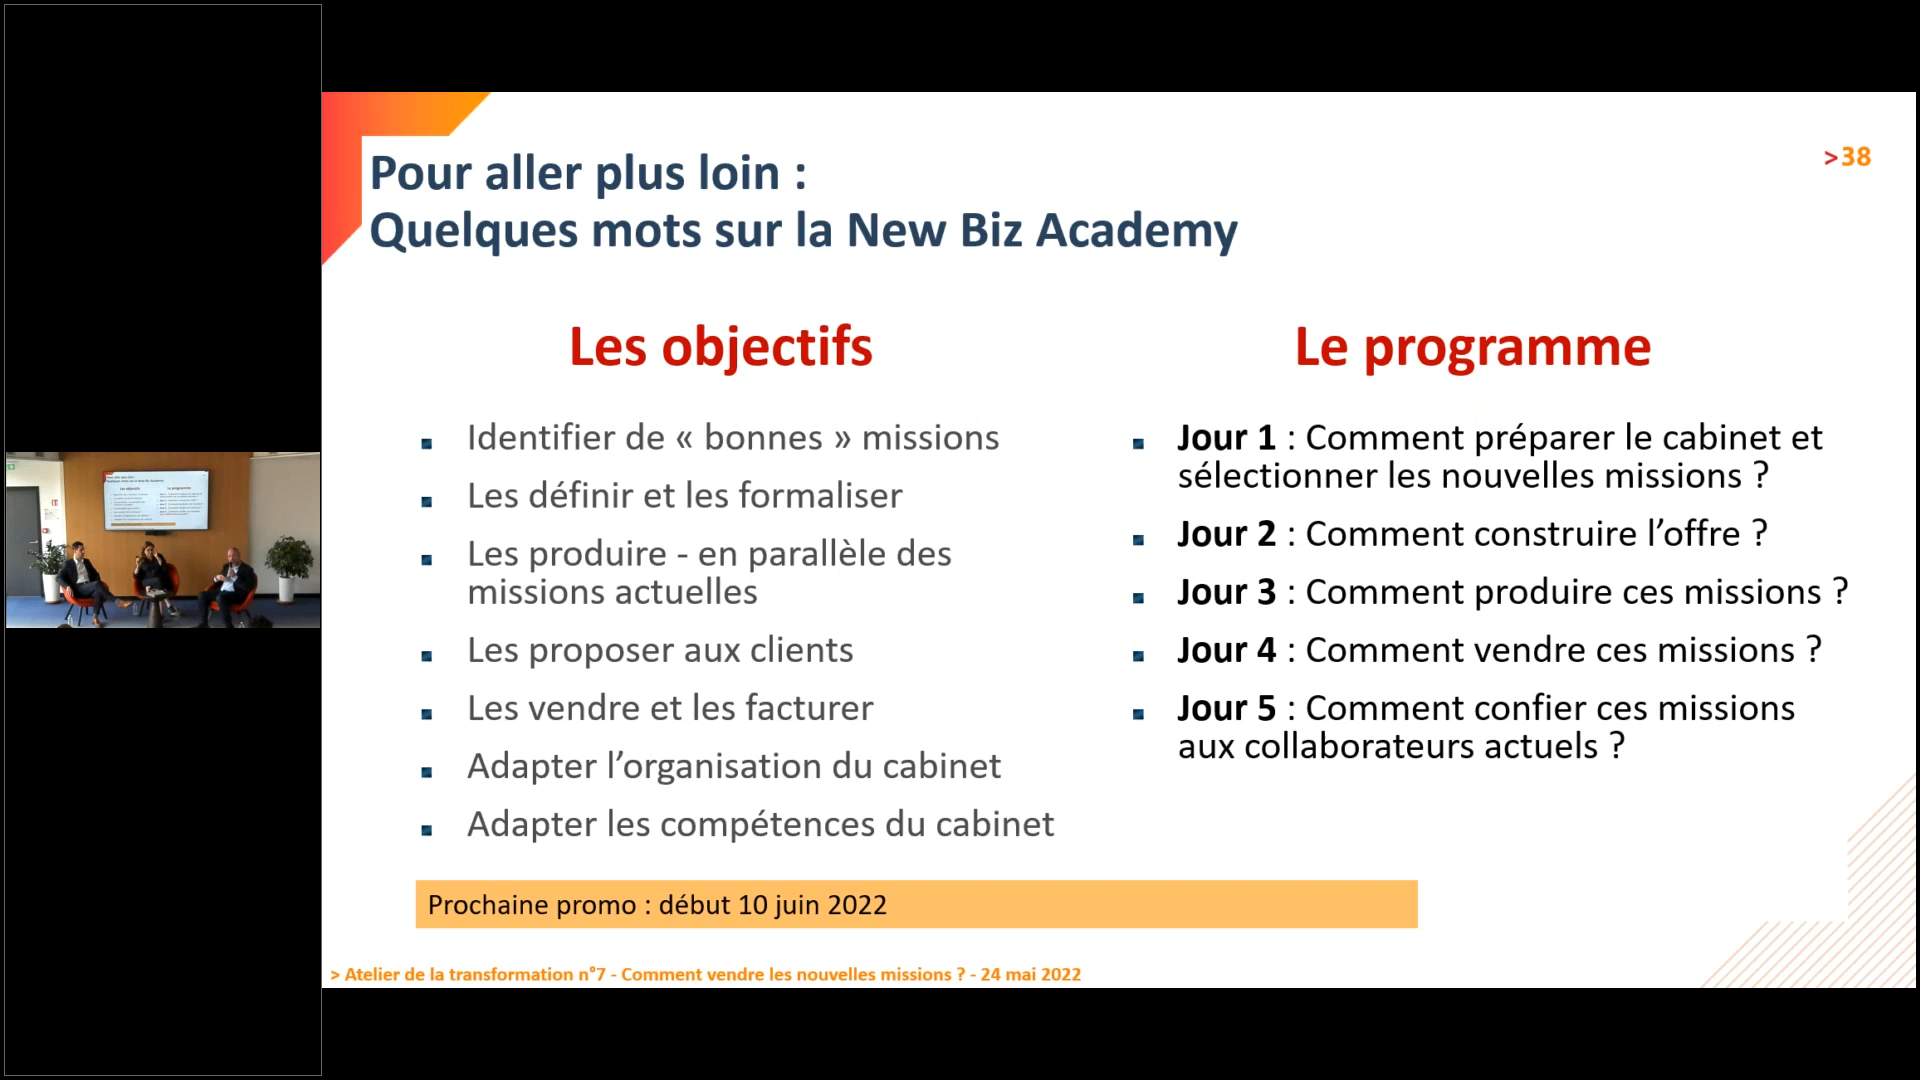 Pour aller plus loin :
Quelques mots sur la New Biz Academy
>38
Les objectifs
Identifier de « bonnes » missions
Les définir et les formaliser
Les produire - en parallèle des
missions actuelles
Les proposer aux clients
Les vendre et les facturer
Adapter l’organisation du cabinet
Adapter les compétences du cabinet
Le programme
Jour 1 : Comment préparer le cabinet et
sélectionner les nouvelles missions ?
Jour 2 : Comment construire l’offre ?
Jour 3 : Comment produire ces missions ?
Jour 4 : Comment vendre ces missions ?
Jour 5 : Comment confier ces missions
aux collaborateurs actuels ?
Prochaine promo : début 10 juin 2022
> Atelier de la transformation n°7 - Comment vendre les nouvelles missions ? - 24 mai 2022